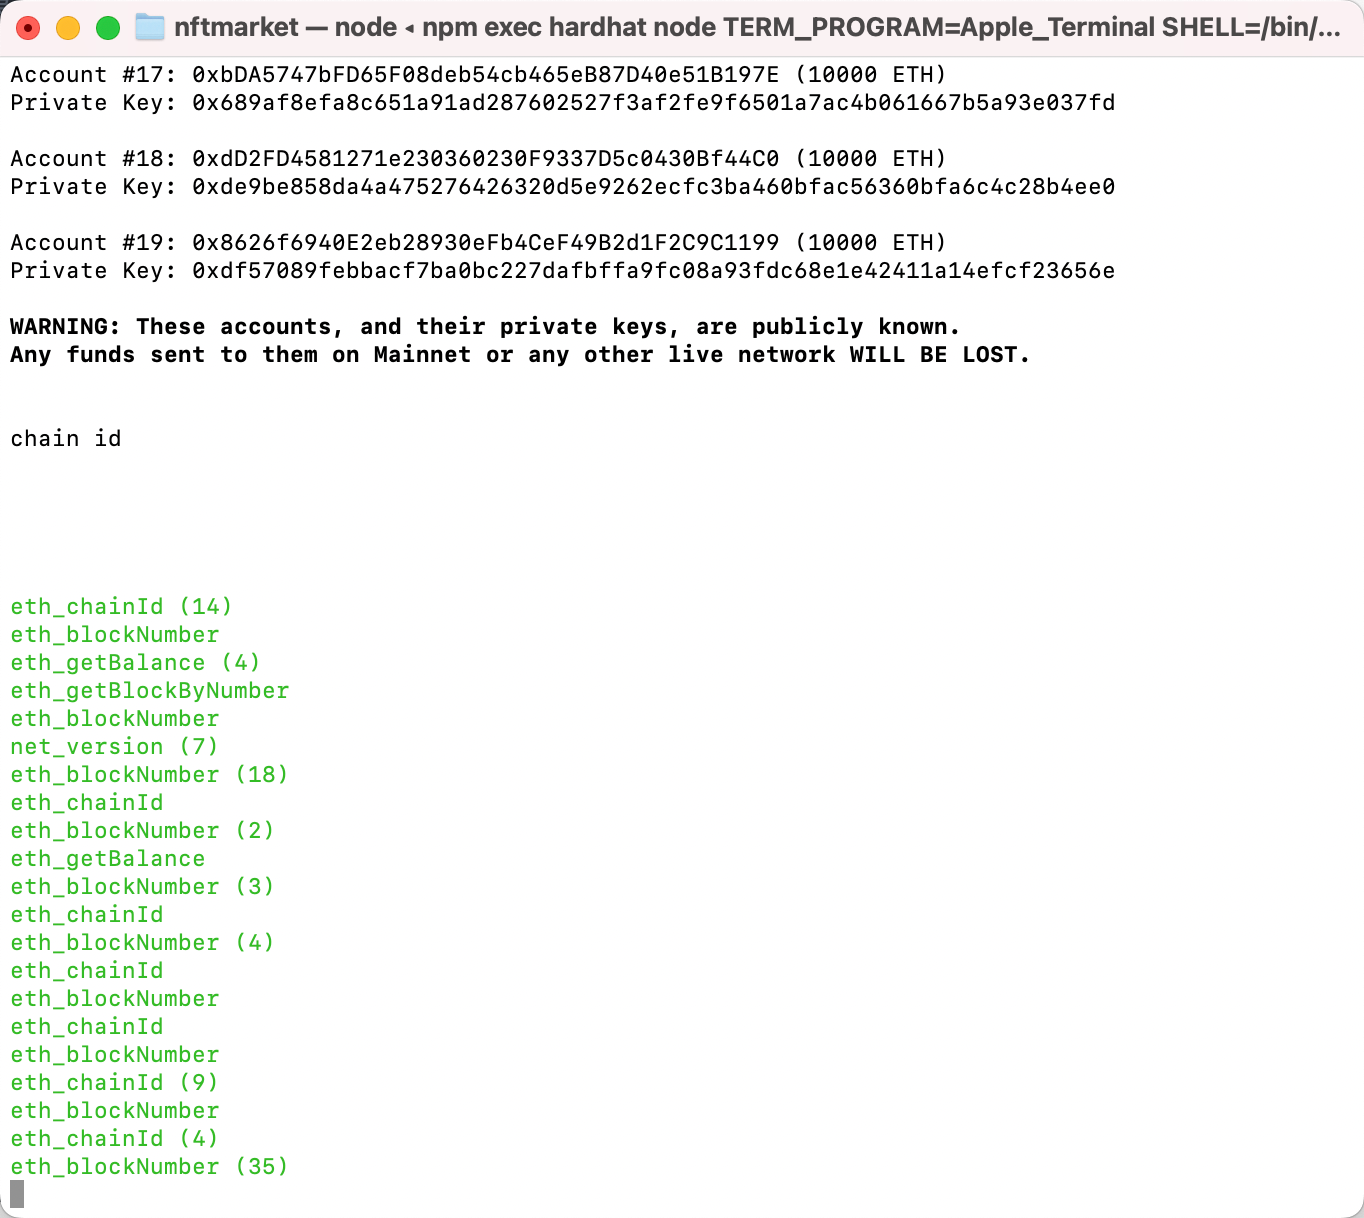 nftmarket — node ◂ npm exec hardhat node TERM_PROGRAM=Apple_Terminal SHELL=/bin/...
Account #17: 0xbDA5747bFD65F08deb54cb465eB87D40e51B197E (10000 ETH)
Private Key: 0x689af8efa8c651a91ad287602527f3af2fe9f6501a7ac4b061667b5a93e037fd
Account #18: 0xdD2FD4581271e230360230F9337D5c0430Bf44C0 (10000 ETH)
Private Key: 0xde9be858da4a475276426320d5e9262ecfc3ba460bfac56360bfa6c4c28b4ee0
Account #19: 0x8626f6940E2eb28930eFb4CeF49B2d1F2C9C1199 (10000 ETH)
Private Key: 0xdf57089febbacf7ba0bc227dafbffa9fc08a93fdc68e1e42411a14efcf23656e
WARNING: These accounts, and their private keys, are publicly known.
Any funds sent to them on Mainnet or any other live network WILL BE LOST.
chain id
eth_chainId (14)
eth_blockNumber
eth_getBalance (4)
eth_getBlockByNumber
eth_blockNumber
net_version (7)
eth_blockNumber (18)
eth_chainId
eth_blockNumber (2)
eth_getBalance
eth_blockNumber (3)
eth_chainId
eth_blockNumber (4)
eth_chainId
eth_blockNumber
eth_chainId
eth_blockNumber
eth_chainId (9)
eth_blockNumber
eth_chainId (4)
eth_blockNumber (35)